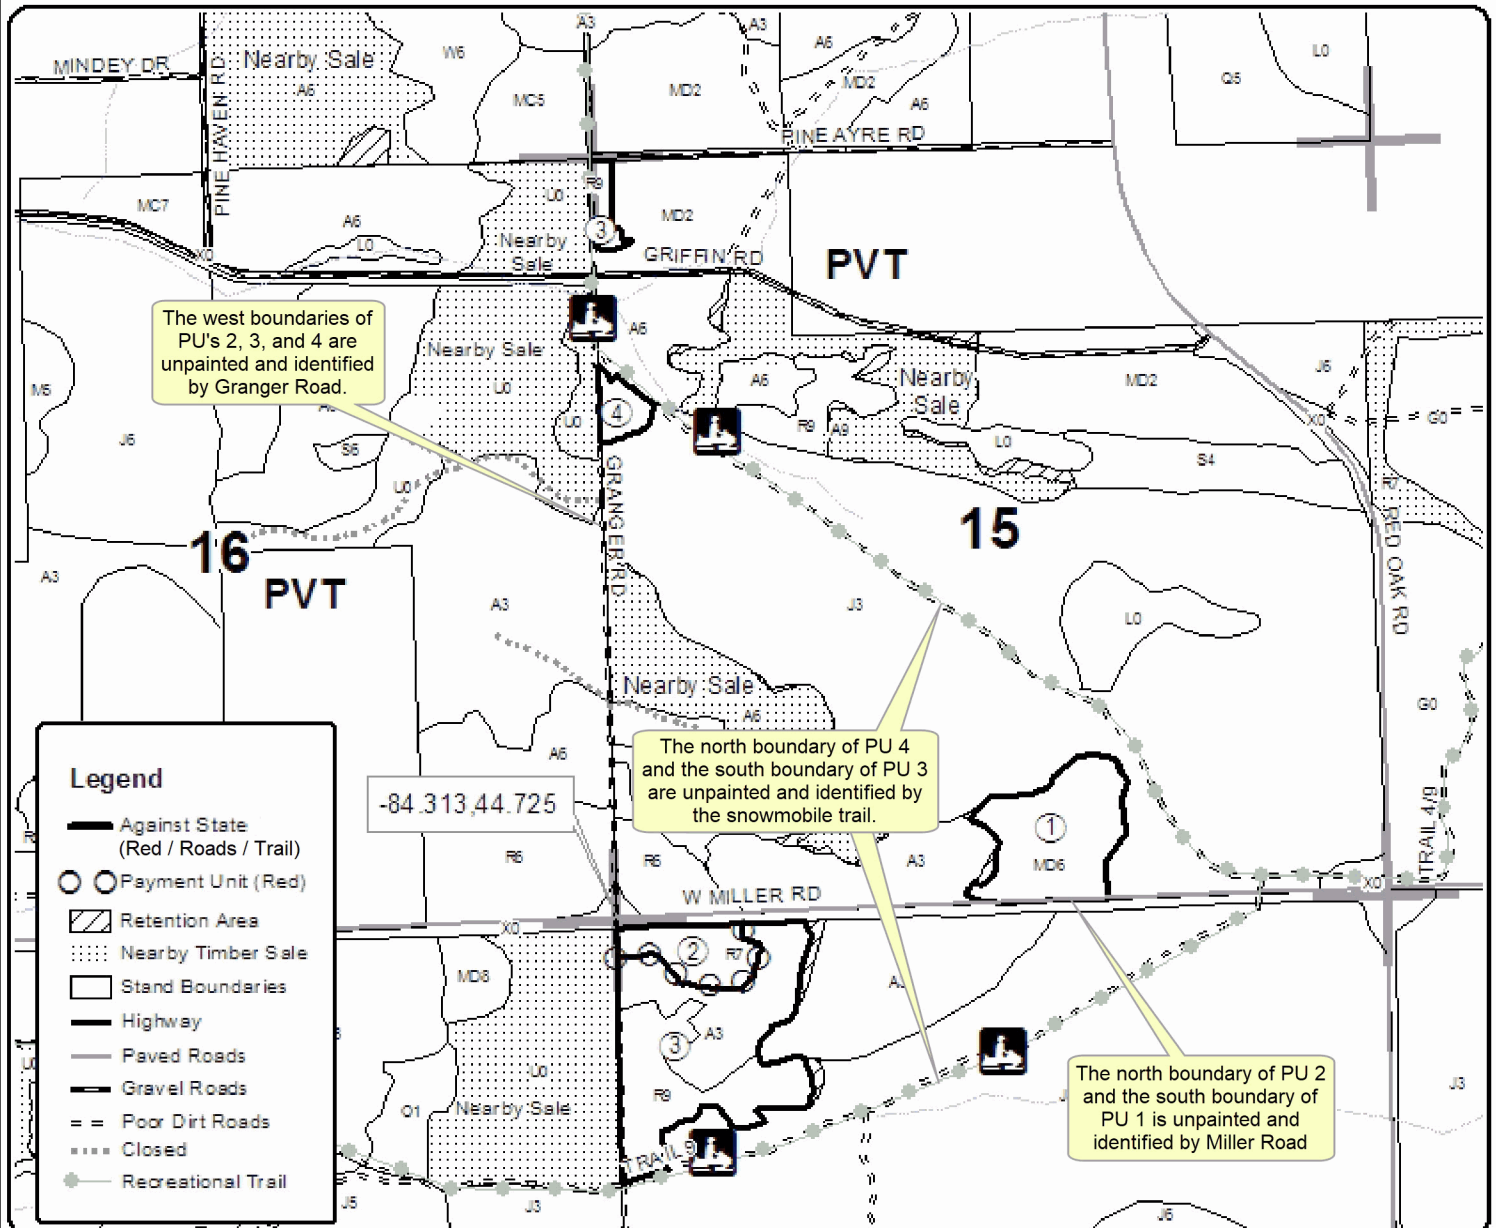 A3
MINDEY DR
PINE HAVEN RD
Nearby Sale
A6
W6
MC5
MD2
A3
A6
MD2
A6
Q5
L0
PINE AYRE RD
MC7
A6
L0
X0
U0
R9
MD2
3
Nearby
Sale
GRIFFIN RD
PVT
The west boundaries of
PU's 2, 3, and 4 are
unpainted and identified
by Granger Road.
A6
Nearby Sale
U0
M5
J6
S6
U0
U0
4
A6
R9
A9
Nearby
Sale
L0
MD2
J6
X0
G0
S4
R7
GRANGER RD
RED OAK RD
16
15
PVT
A3
A3
J3
L0
Nearby Sale
A6
G0
A6
The north boundary of PU 4
and the south boundary of PU 3
are unpainted and identified by
the snowmobile trail.
-84.313,44.725
1
MD6
R6
R6
A3
TRAIL 4/9
W MILLER RD
X0
X0
Legend
Against State
(Red / Roads / Trail)
Payment Unit (Red)
Retention Area
Nearby Timber Sale
Stand Boundaries
Highway
Paved Roads
Gravel Roads
Poor Dirt Roads
Closed
Recreational Trail
MD8
2
R7
3
A3
R9
U0
Nearby Sale
O1
TRAIL 9
The north boundary of PU 2
and the south boundary of
PU 1 is unpainted and
identified by Miller Road
J3
J5
J3
J6